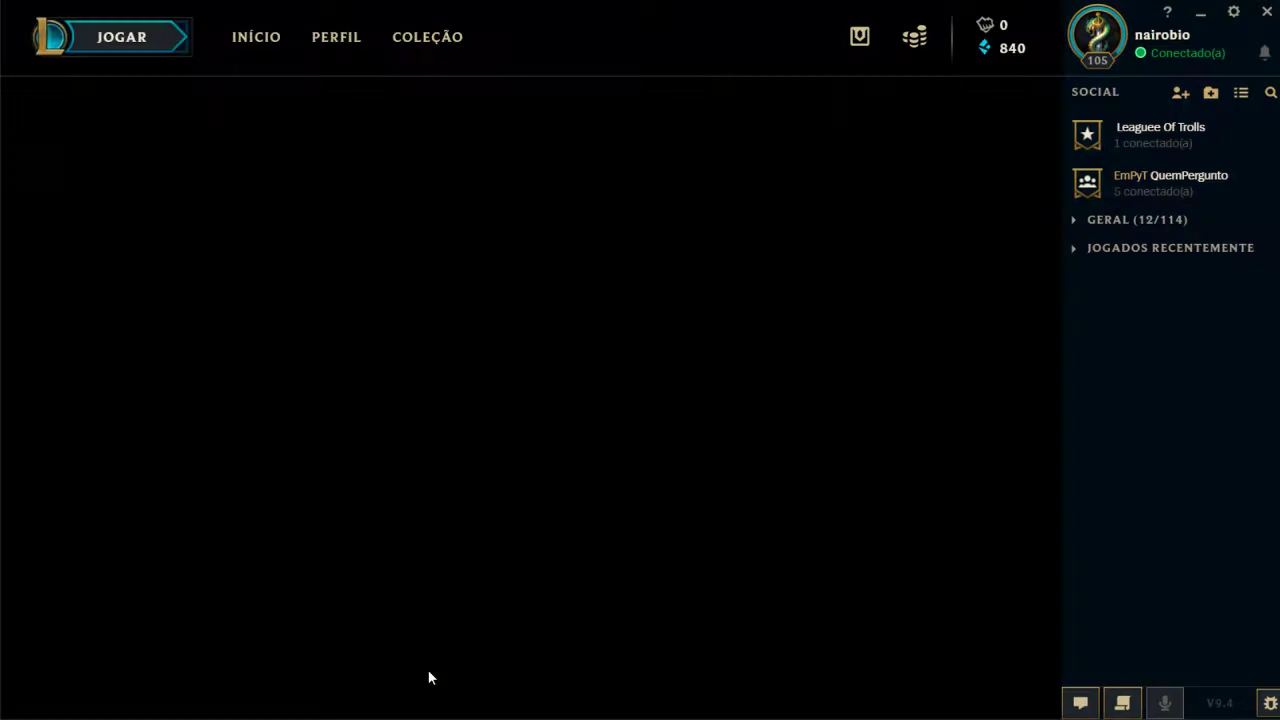 JOGAR
INÍCIO
PERFIL
COLEÇÃO
0
840
105
nairobio
Conectado(a)
SOCIAL
Leaguee Of Trolls
1 conectado(a)
EmPyT QuemPergunto
5 conectado(a)
GERAL (12/114)
JOGADOS RECENTEMENTE
V9.4